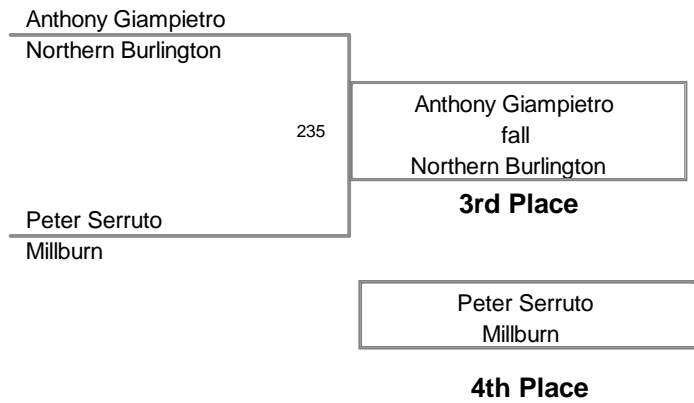 Anthony Giampietro
Northern Burlington
235
Anthony Giampietro
fall
Northern Burlington
3rd Place
Peter Serruto
Millburn
Peter Serruto
Millburn
4th Place